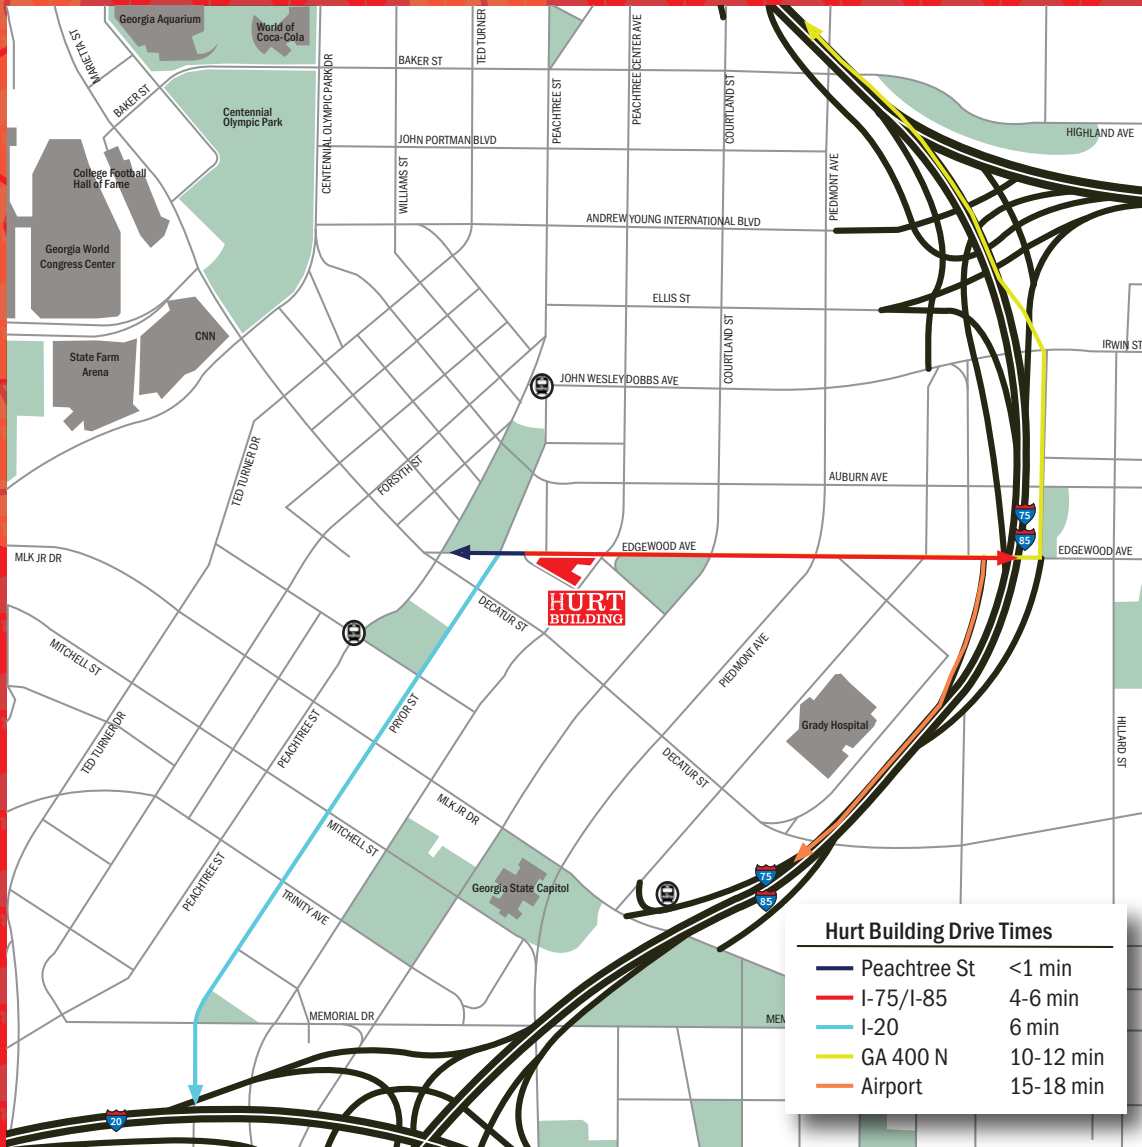 Georgia Aquarium
World of
Coca-Cola
MARIETTA ST
BAKER ST
TED TURNER
PEACHTREE CENTER AVE
BAKER ST
CENTENNIAL OLYMPIC PARK DR
PEACHTREE ST
COURTLAND ST
Centennial
Olympic Park
HIGHLAND AVE
JOHN PORTMAN BLVD
WILLIAMS ST
PIEDMONT AVE
College Football
Hall of Fame
ANDREW YOUNG INTERNATIONAL BLVD
Georgia World
Congress Center
ELLIS ST
CNN
COURTLAND ST
IRWIN ST
State Farm
Arena
JOHN WESLEY DOBBS AVE
TED TURNER DR
FORSYTH ST
AUBURN AVE
75
85
MLK JR DR
EDGEWOOD AVE
EDGEWOOD AVE
HURT
BUILDING
DECATUR ST
MITCHELL ST
PIEDMONT AVE
TED TURNER DR
PEACHTREE ST
PRYOR ST
Grady Hospital
HILLARD ST
DECATUR ST
MLK JR DR
MITCHELL ST
PEACHTREE ST
TRINITY AVE
Georgia State Capitol
75
85
MEMORIAL DR
MEM
20
Hurt Building Drive Times
Peachtree St <1 min
I-75/I-85 4-6 min
I-20 6 min
GA 400 N 10-12 min
Airport 15-18 min